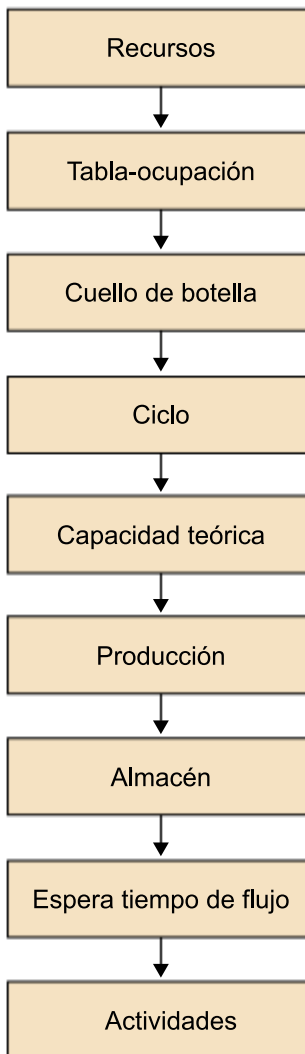 Recursos
Tabla-ocupación
Cuello de botella
Ciclo
Capacidad teórica
Producción
Almacén
Espera tiempo de flujo
Actividades